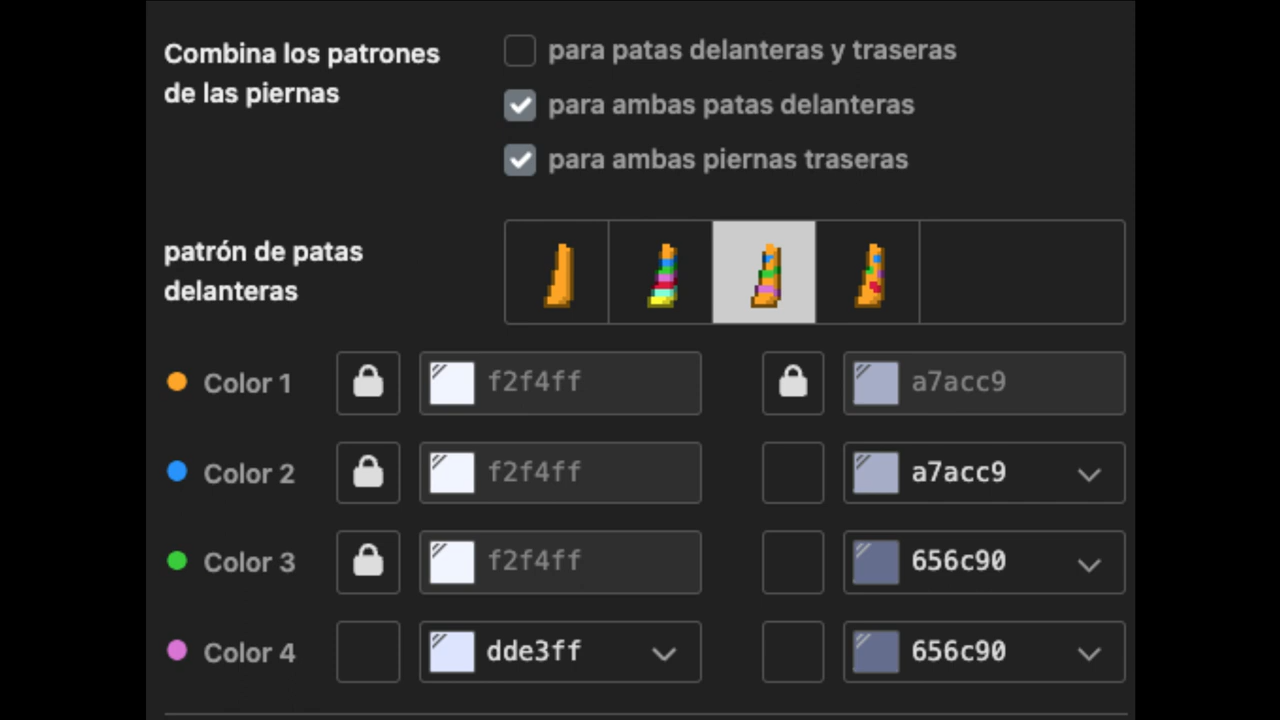 Combina los patrones
de las piernas
para patas delanteras y traseras
para ambas patas delanteras
para ambas piernas traseras
patrón de patas
delanteras
Color 1 f2f4ff a7acc9
Color 2 f2f4ff a7acc9
Color 3 f2f4ff 656c90
Color 4 dde3ff 656c90